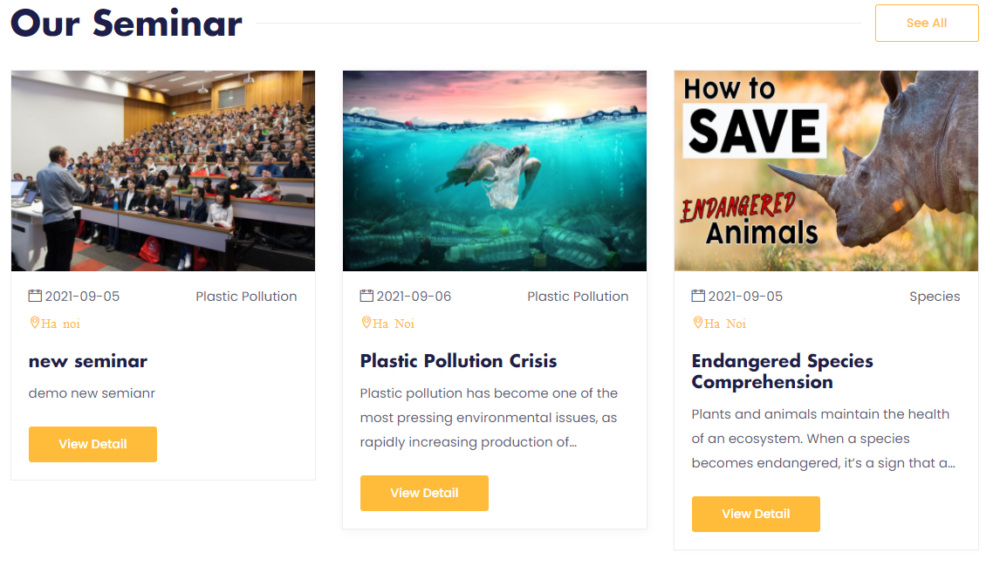 Our Seminar
See All
2021-09-05 Plastic Pollution
Ha noi
new seminar
demo new semianr
View Detail
2021-09-06 Plastic Pollution
Ha Noi
Plastic Pollution Crisis
Plastic pollution has become one of the
most pressing environmental issues, as
rapidly increasing production of...
View Detail
How to
SAVE
ENDANGERED
Animals
2021-09-05 Species
Ha Noi
Endangered Species
Comprehension
Plants and animals maintain the health
of an ecosystem. When a species
becomes endangered, it’s a sign that a...
View Detail